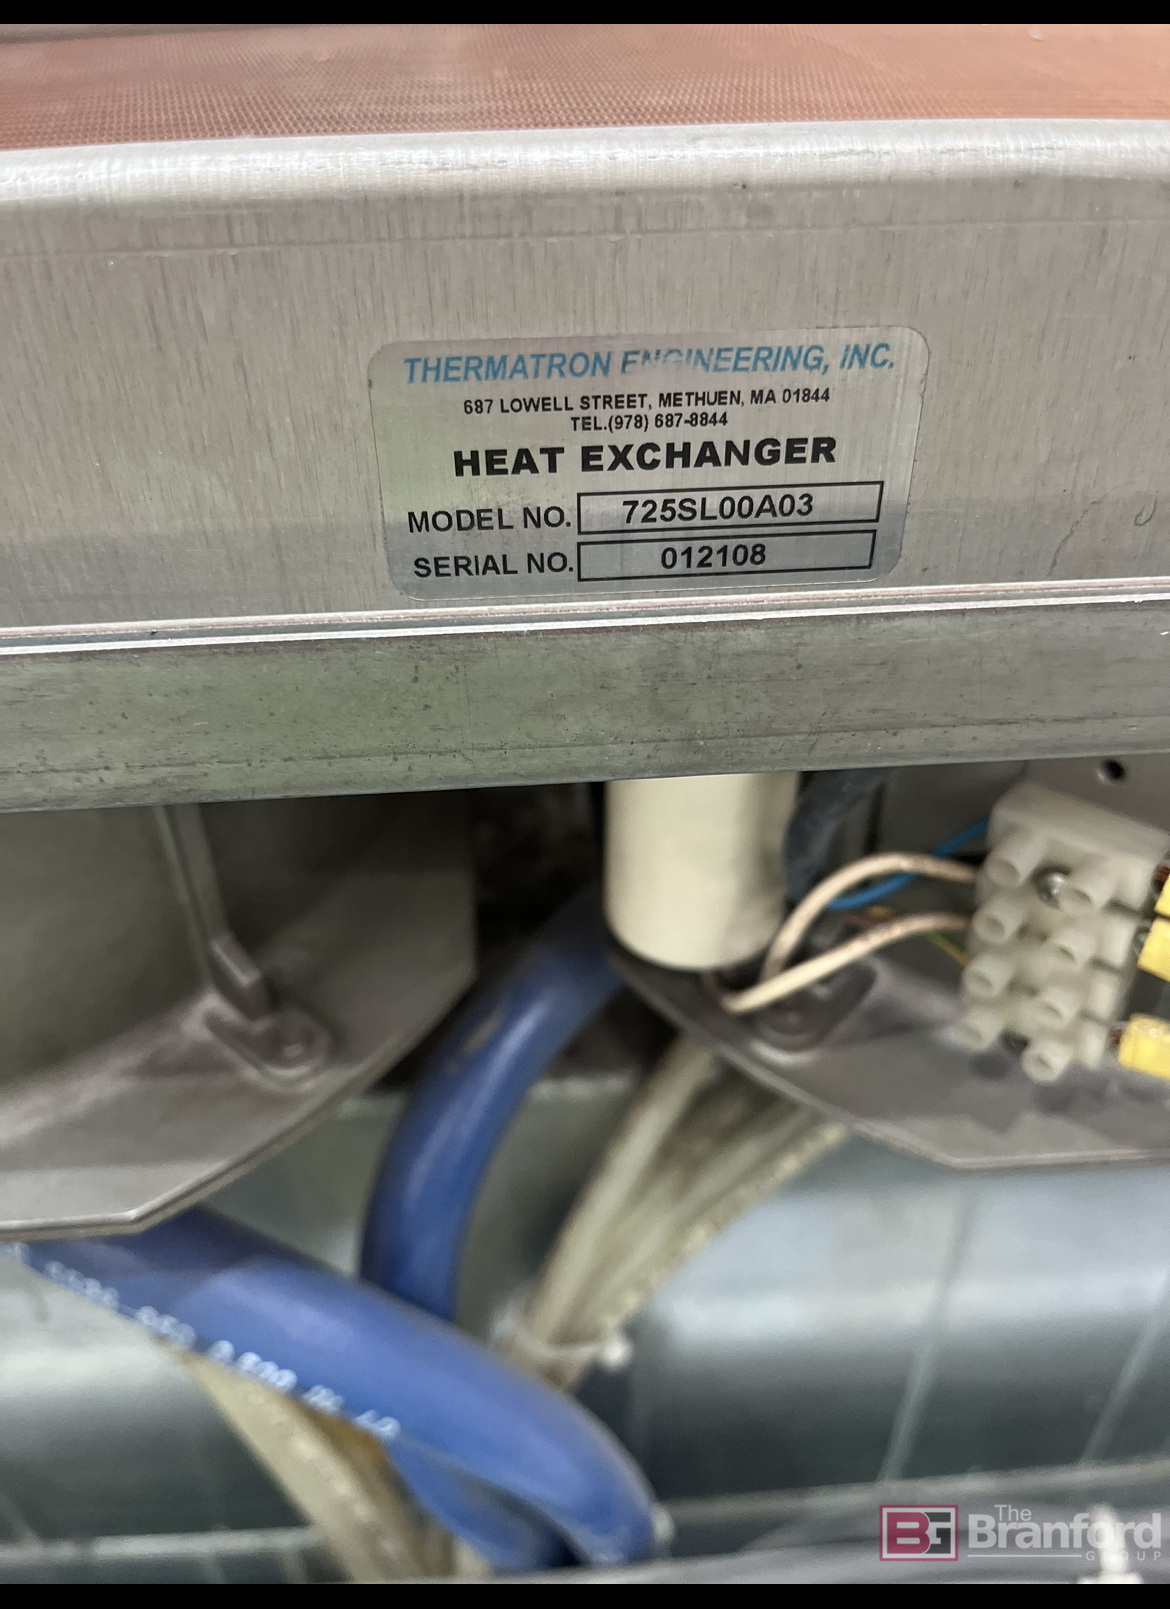 THERMATRON ENGINEERING, INC.
687 LOWELL STREET, METHUEN, MA 01844
TEL.(978) 687-8844
HEAT EXCHANGER
MODEL NO. 725SL00A03
SERIAL NO. 012108
BG The
Branford
GROUP